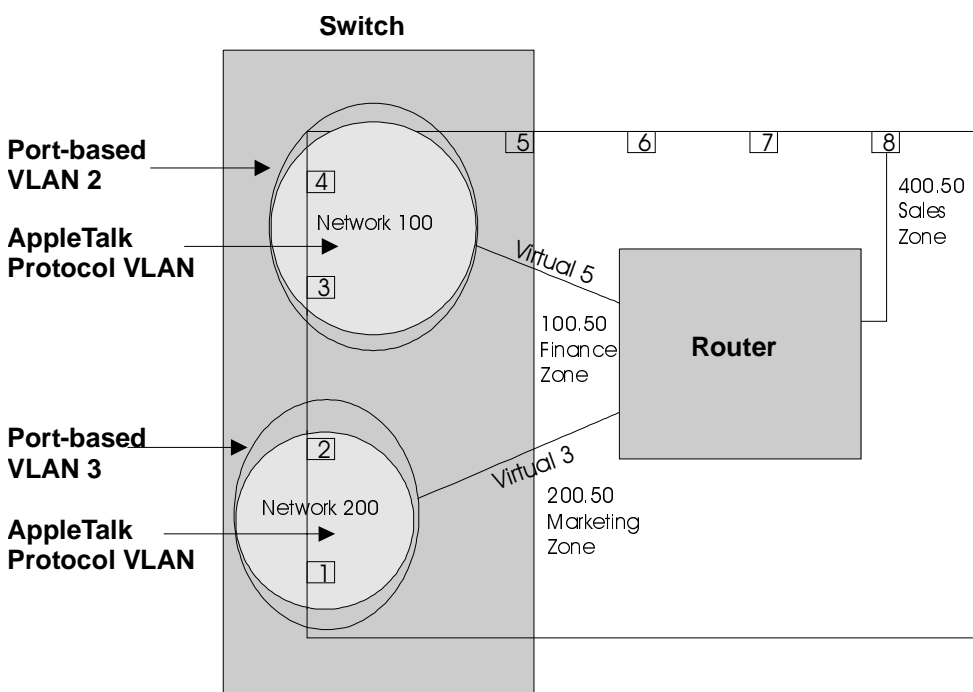 Switch
Port-based
VLAN 2
AppleTalk
Protocol VLAN
4
Network 100
3
5
6
7
8
400.50
Sales
Zone
Virtual 5
100.50
Finance
Zone
Router
Port-based
VLAN 3
AppleTalk
Protocol VLAN
2
Network 200
1
Virtual 3
200.50
Marketing
Zone